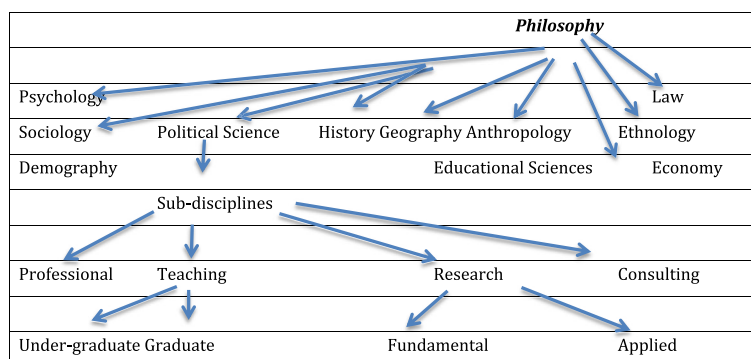 Philosophy
Psychology Law
Sociology Political Science History Geography Anthropology Ethnology
Demography Educational Sciences Economy
Sub-disciplines
Professional Teaching Research Consulting
Under-graduate Graduate Fundamental Applied